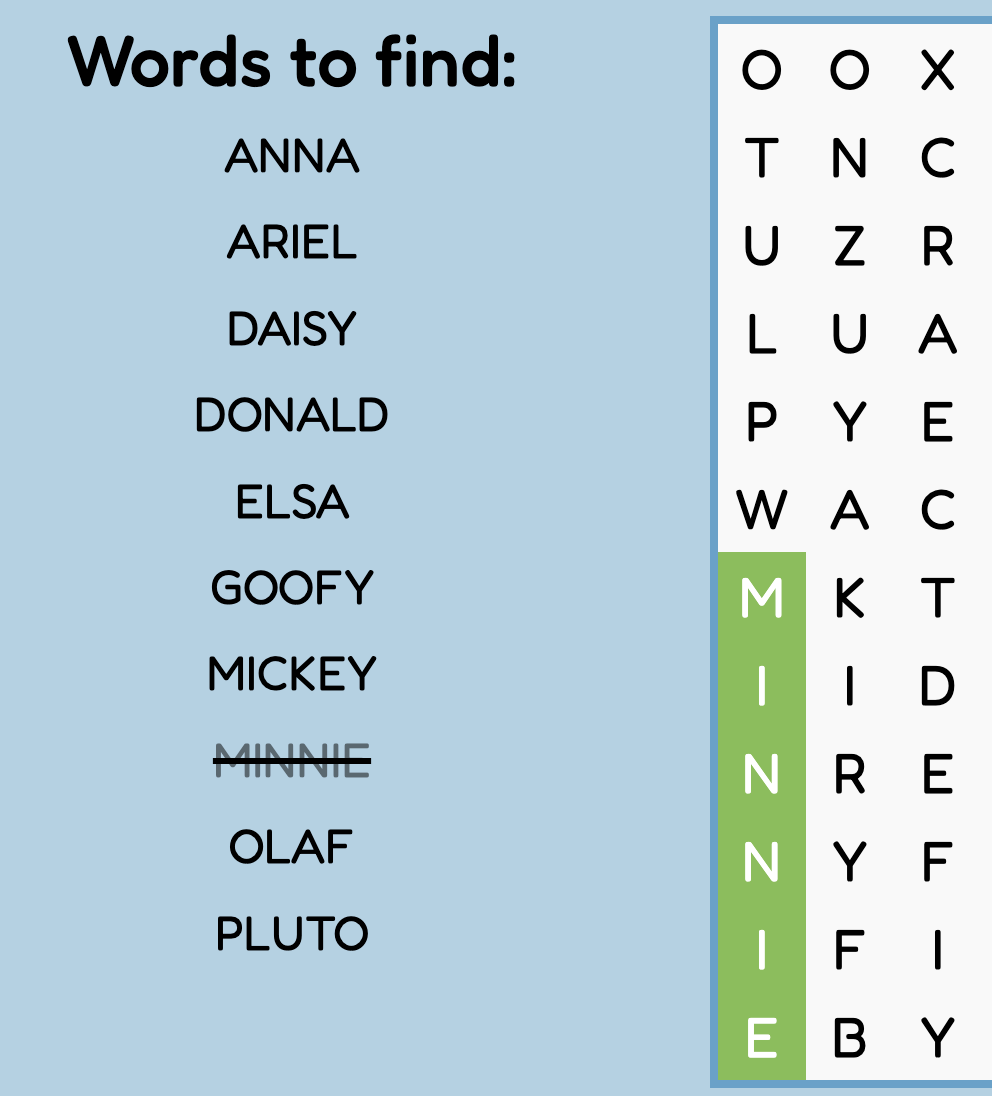 Words to find:
ANNA
ARIEL
DAISY
DONALD
ELSA
GOOFY
MICKEY
MINNIE
OLAF
PLUTO
O O X
T N C
U Z R
L U A
P Y E
W A C
M K T
I I D
N R E
N Y F
I F I
E B Y